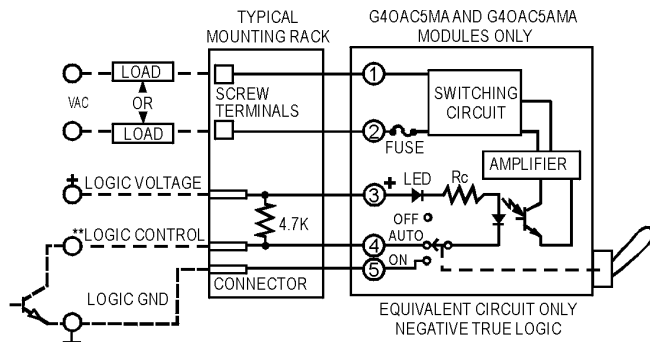 TYPICAL
MOUNTING RACK
G4OAC5MA AND G4OAC5AMA
MODULES ONLY
LOAD
VAC
OR
LOAD
SCREW
TERMINALS
1
2
FUSE
SWITCHING
CIRCUIT
AMPLIFIER
+
LOGIC VOLTAGE
4.7K
3
+
LED
Rc
OFF
**LOGIC CONTROL
4
AUTO
5
ON
LOGIC GND
CONNECTOR
EQUIVALENT CIRCUIT ONLY
NEGATIVE TRUE LOGIC